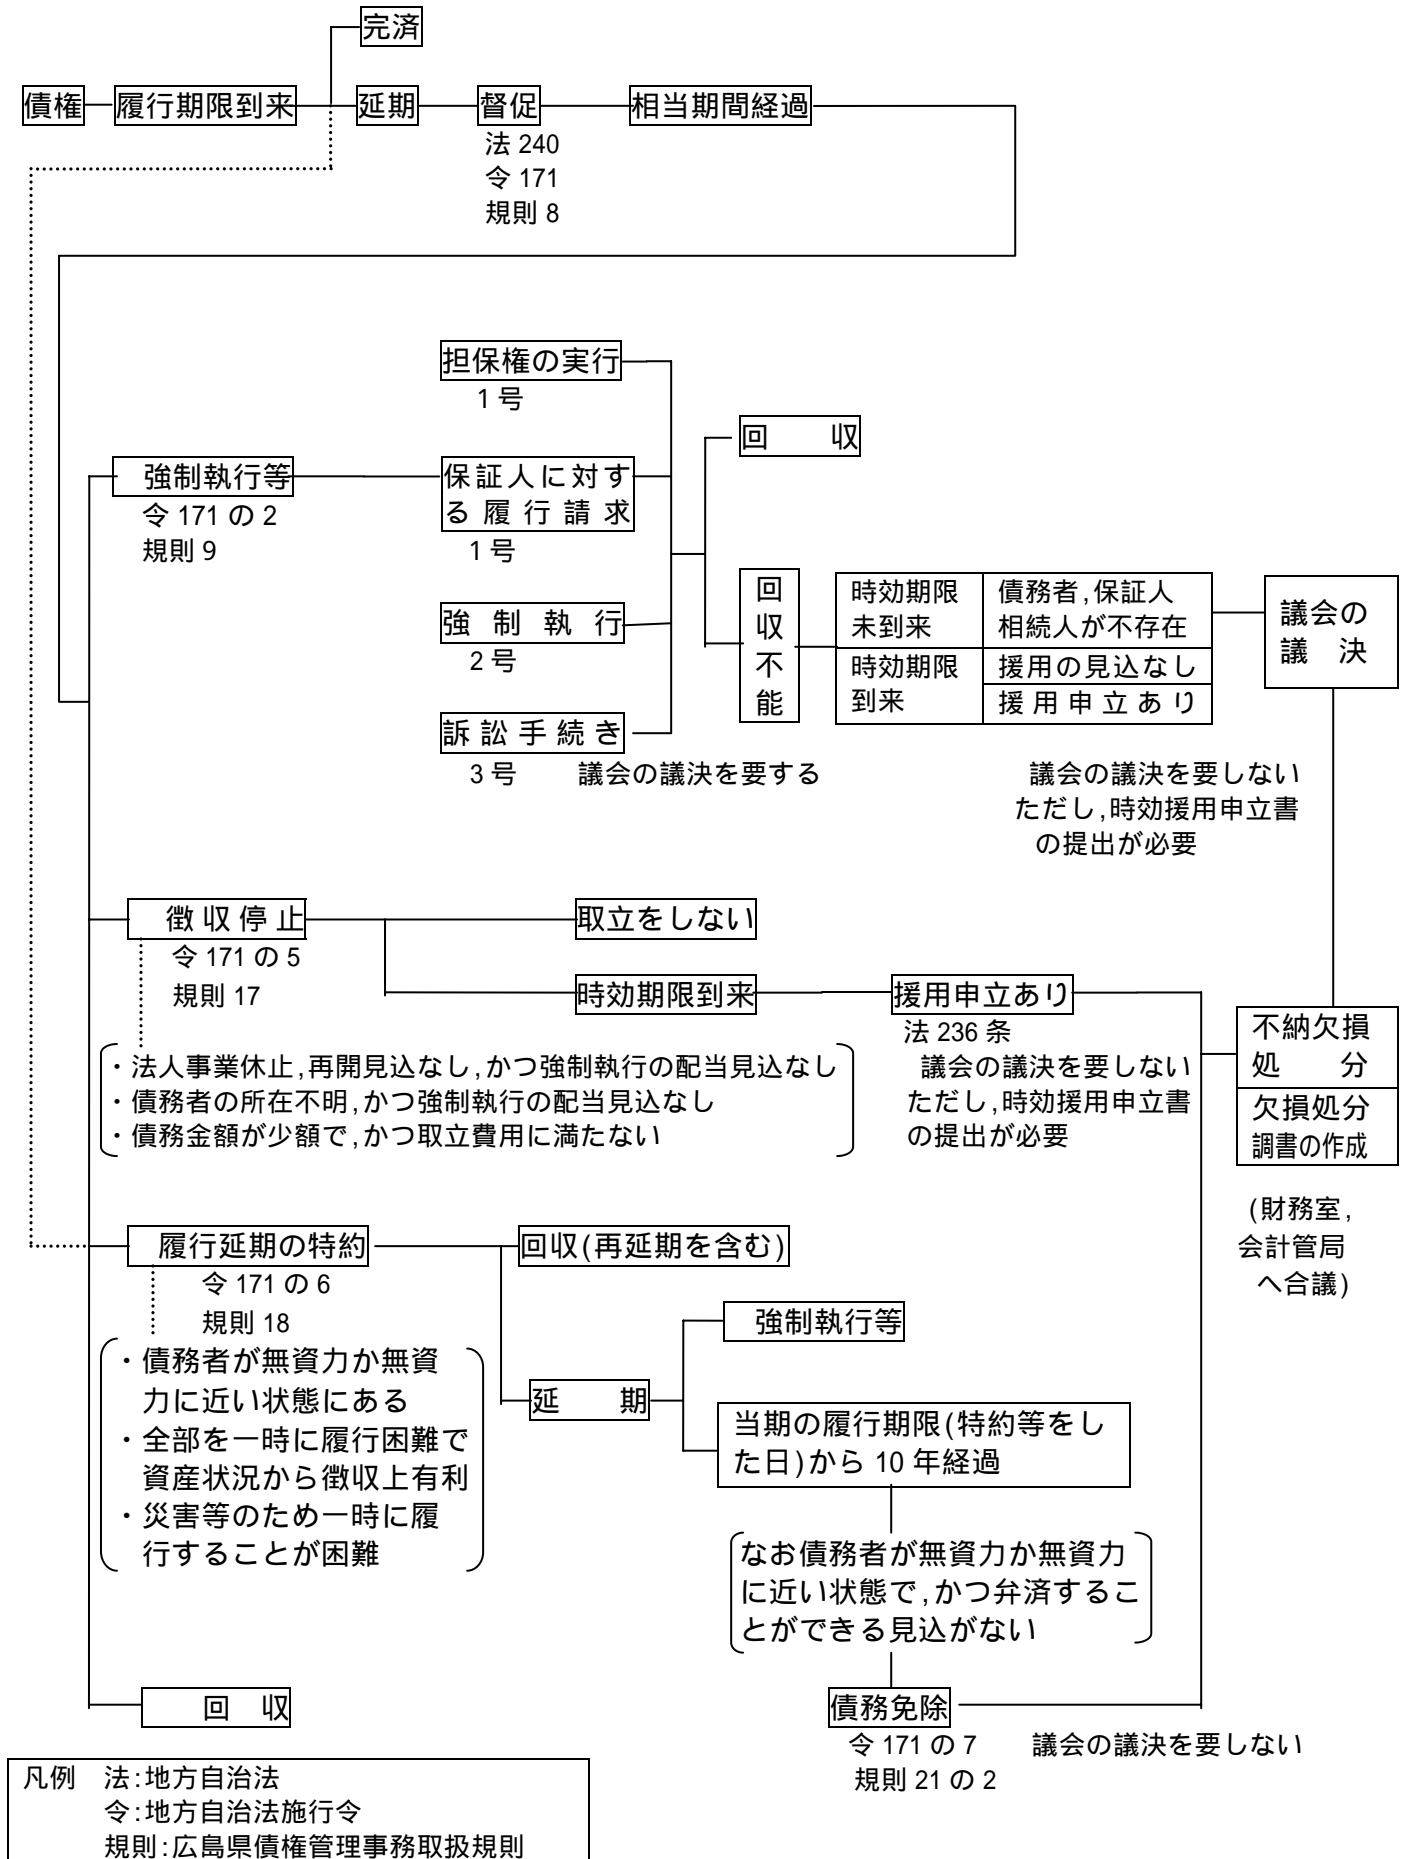 完済
債権 履行期限到来 延期 督促 相当期間経過
法 240
令 171
規則 8
担保権の実行
1 号
回　収
強制執行等
令 171 の 2
規則 9
保証人に対す
る履行請求
1 号
強制執行
2 号
訴訟手続き
3 号 議会の議決を要する
回
収
不
能
時効期限
未到来
債務者,保証人
相続人が不存在
時効期限
到来
援用の見込なし
援用申立あり
議会の
議　決
議会の議決を要しない
ただし,時効援用申立書
の提出が必要
徴収停止
令 171 の 5
規則 17
取立をしない
時効期限到来
援用申立あり
法 236 条
議会の議決を要しない
ただし,時効援用申立書
の提出が必要
・法人事業休止,再開見込なし,かつ強制執行の配当見込なし
・債務者の所在不明,かつ強制執行の配当見込なし
・債務金額が少額で,かつ取立費用に満たない
不納欠損
処　分
欠損処分
調書の作成
(財務室,
会計管局
へ合議)
履行延期の特約
令 171 の 6
規則 18
回収(再延期を含む)
・債務者が無資力か無資
力に近い状態にある
・全部を一時に履行困難で
資産状況から徴収上有利
・災害等のため一時に履
行することが困難
延　期
強制執行等
当期の履行期限(特約等をし
た日)から 10 年経過
なお債務者が無資力か無資力
に近い状態で,かつ弁済するこ
とができる見込がない
回　収
債務免除
令 171 の 7 議会の議決を要しない
規則 21 の 2
凡例 法:地方自治法
令:地方自治法施行令
規則:広島県債権管理事務取扱規則